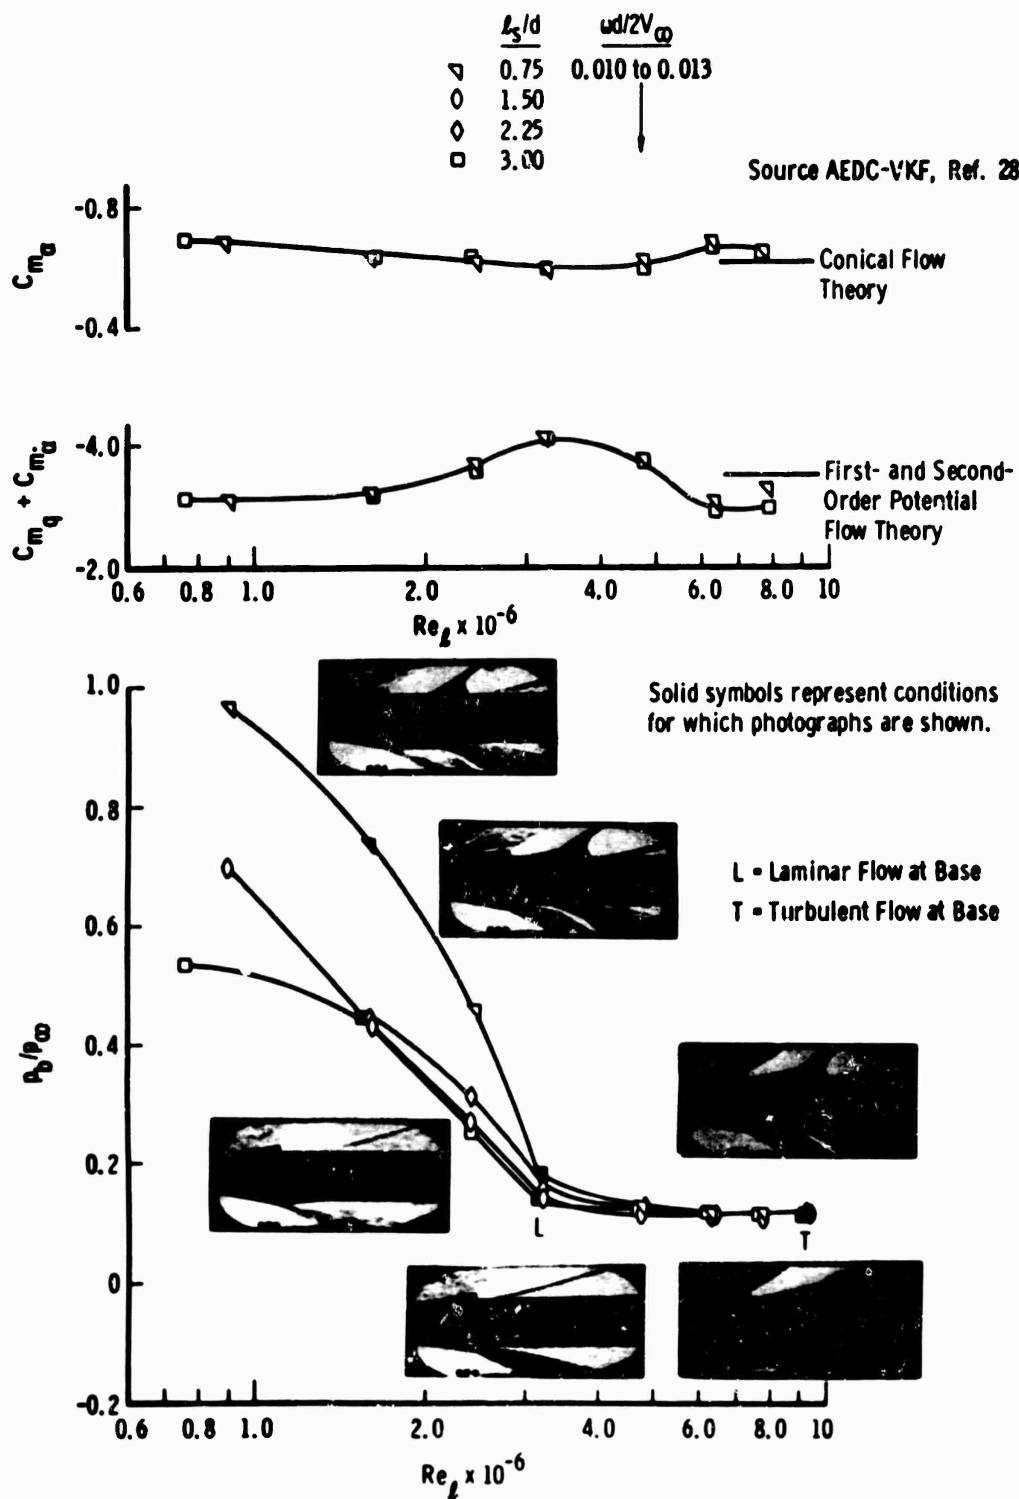 ℓs/d ωd/2V∞
0.75 0.010 to 0.013
1.50
2.25
3.00
Source AEDC-VKF, Ref. 28
Cmα
-0.8
-0.4
Conical Flow
Theory
Cmq + Cmα̇
-4.0
-2.0
First- and Second-
Order Potential
Flow Theory
0.6 0.8 1.0 2.0 4.0 6.0 8.0 10
Reℓ x 10⁻⁶
Solid symbols represent conditions
for which photographs are shown.
L = Laminar Flow at Base
T = Turbulent Flow at Base
pb/p∞
1.0
0.8
0.6
0.4
0.2
0
-0.2
L
T
0.6 0.8 1.0 2.0 4.0 6.0 8.0 10
Reℓ x 10⁻⁶